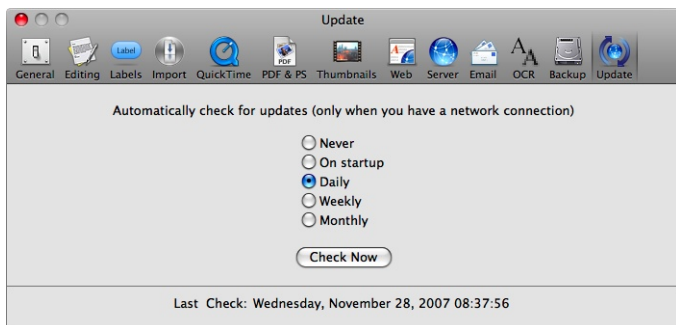 Update
General Editing Labels Import QuickTime PDF & PS Thumbnails Web Server Email OCR Backup Update
Label
PDF
Automatically check for updates (only when you have a network connection)
Never
On startup
Daily
Weekly
Monthly
Check Now
Last Check: Wednesday, November 28, 2007 08:37:56